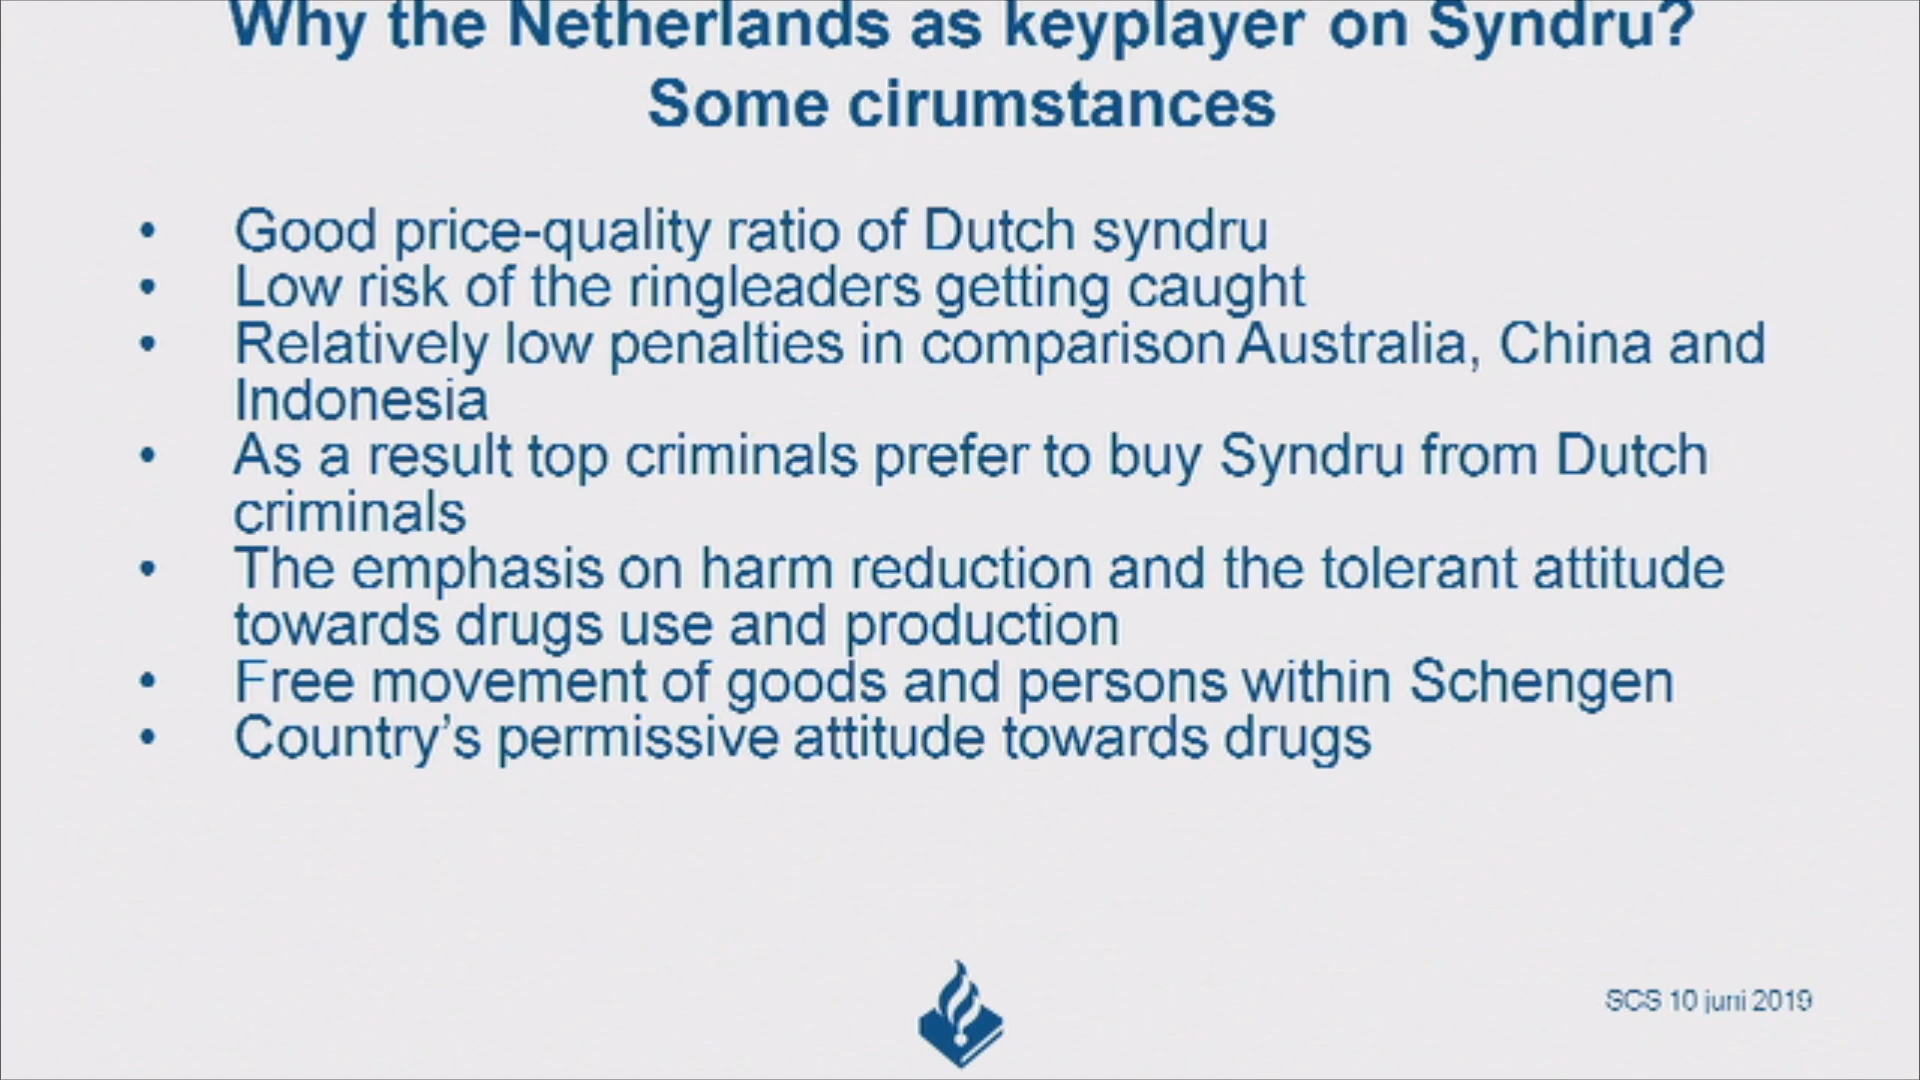 Why the Netherlands as keyplayer on Syndru?
Some cirumstances
• Good price-quality ratio of Dutch syndru
• Low risk of the ringleaders getting caught
• Relatively low penalties in comparison Australia, China and
Indonesia
• As a result top criminals prefer to buy Syndru from Dutch
criminals
• The emphasis on harm reduction and the tolerant attitude
towards drugs use and production
• Free movement of goods and persons within Schengen
• Country’s permissive attitude towards drugs
SCS 10 juni 2019